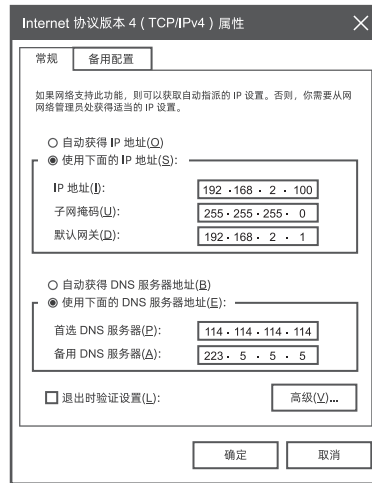 Internet 协议版本 4（TCP/IPv4）属性
常规 备用配置
如果网络支持此功能，则可以获取自动指派的 IP 设置。否则，你需要从网
网络管理员处获得适当的 IP 设置。
自动获得 IP 地址(O)
使用下面的 IP 地址(S):
IP 地址(I): 192 . 168 . 2 . 100
子网掩码(U): 255 . 255 . 255 . 0
默认网关(D): 192 . 168 . 2 . 1
自动获得 DNS 服务器地址(B)
使用下面的 DNS 服务器地址(E):
首选 DNS 服务器(P): 114 . 114 . 114 . 114
备用 DNS 服务器(A): 223 . 5 . 5 . 5
退出时验证设置(L):
高级(V)...
确定 取消